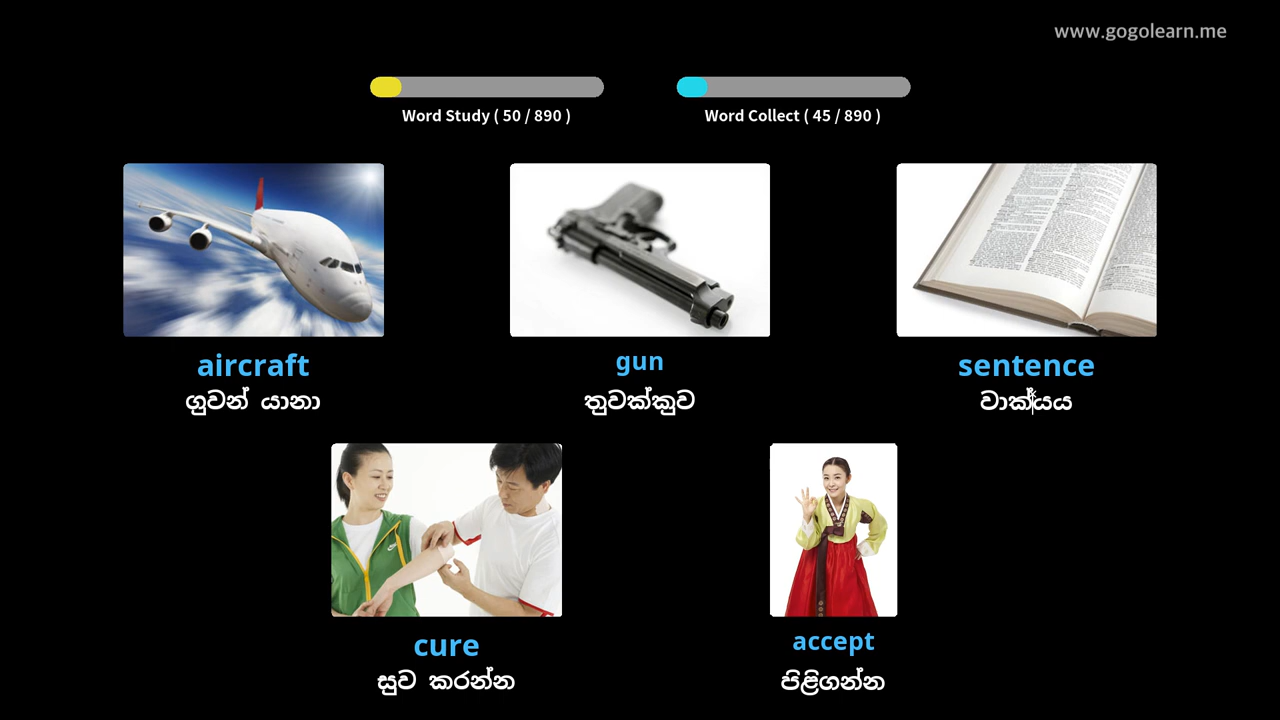 www.gogolearn.me
Word Study ( 50 / 890 )
Word Collect ( 45 / 890 )
aircraft
ගුවන් යානා
gun
තුවක්කුව
sentence
වාක්‍යය
cure
සුව කරන්න
accept
පිළිගන්න